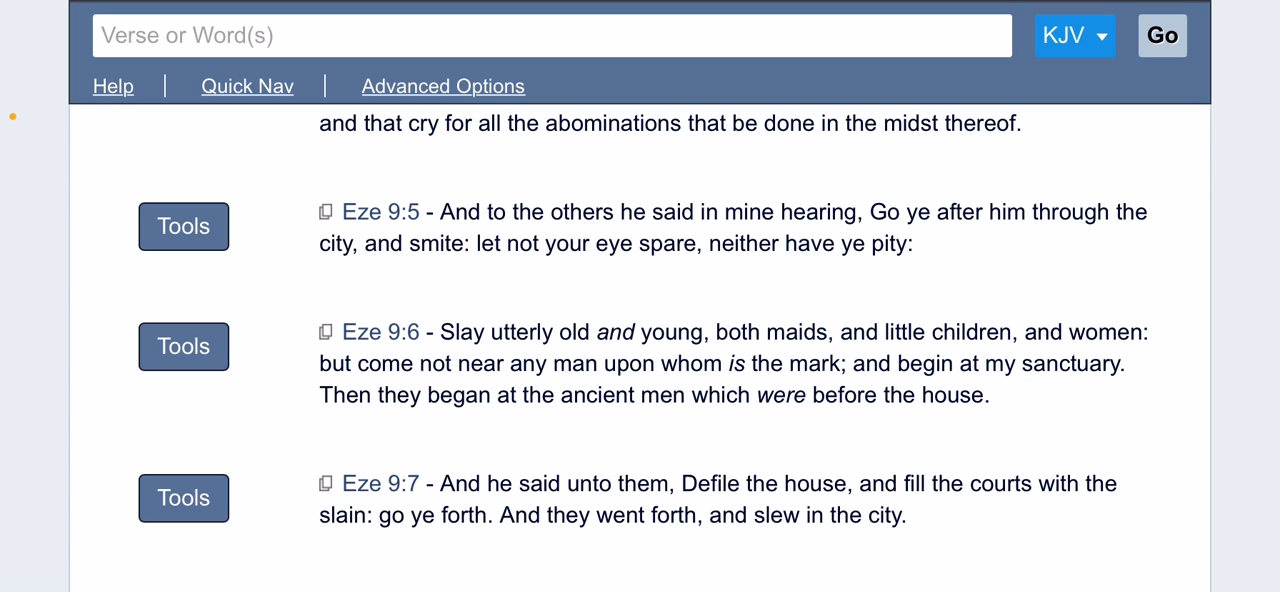 Verse or Word(s)
KJV
Go
Help
Quick Nav
Advanced Options
and that cry for all the abominations that be done in the midst thereof.
Tools
Eze 9:5 - And to the others he said in mine hearing, Go ye after him through the
city, and smite: let not your eye spare, neither have ye pity:
Tools
Eze 9:6 - Slay utterly old and young, both maids, and little children, and women:
but come not near any man upon whom is the mark; and begin at my sanctuary.
Then they began at the ancient men which were before the house.
Tools
Eze 9:7 - And he said unto them, Defile the house, and fill the courts with the
slain: go ye forth. And they went forth, and slew in the city.